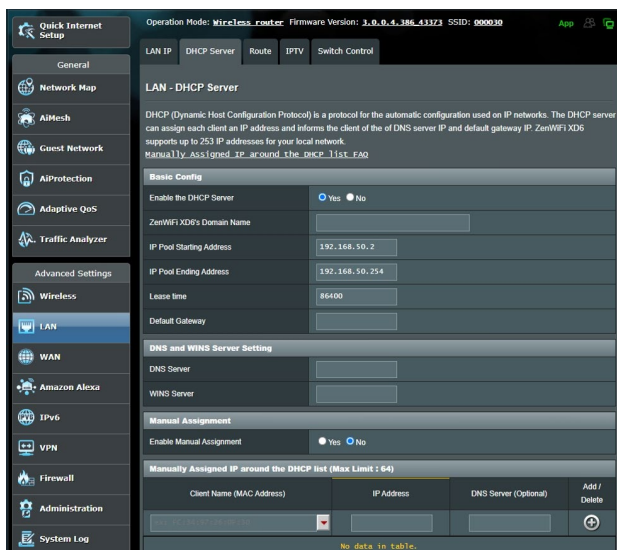 Quick Internet
Setup
Operation Mode: Wireless router Firmware Version: 3.0.0.4.386_43373 SSID: 000030
App
General
Network Map
AiMesh
Guest Network
AiProtection
Adaptive QoS
Traffic Analyzer
Advanced Settings
Wireless
LAN
WAN
Amazon Alexa
IPv6
VPN
Firewall
Administration
System Log
LAN IP DHCP Server Route IPTV Switch Control
LAN - DHCP Server
DHCP (Dynamic Host Configuration Protocol) is a protocol for the automatic configuration used on IP networks. The DHCP server
can assign each client an IP address and informs the client of the of DNS server IP and default gateway IP. ZenWiFi XD6
supports up to 253 IP addresses for your local network.
Manually Assigned IP around the DHCP list FAQ
Basic Config
Enable the DHCP Server Yes No
ZenWiFi XD6's Domain Name
IP Pool Starting Address 192.168.50.2
IP Pool Ending Address 192.168.50.254
Lease time 86400
Default Gateway
DNS and WINS Server Setting
DNS Server
WINS Server
Manual Assignment
Enable Manual Assignment Yes No
Manually Assigned IP around the DHCP list (Max Limit : 64)
Client Name (MAC Address) IP Address DNS Server (Optional) Add /
Delete
No data in table.